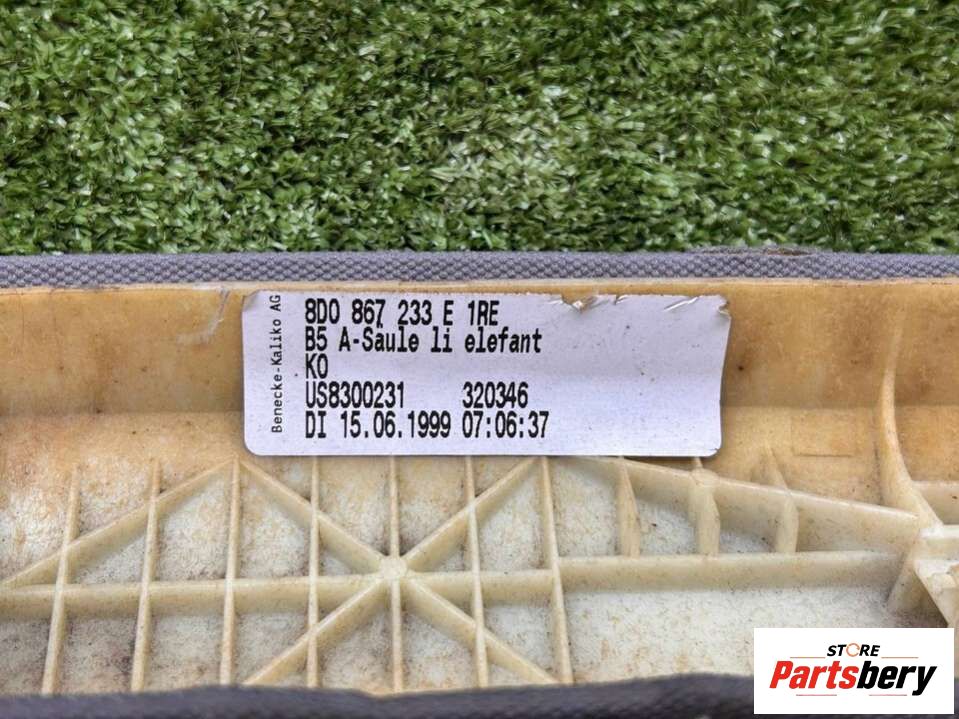 Benecke-Kaliko AG
8D0 867 233 E 1RE
B5 A-Säule li elefant
KO
US8300231 320346
DI 15.06.1999 07:06:37
STORE
Partsbery